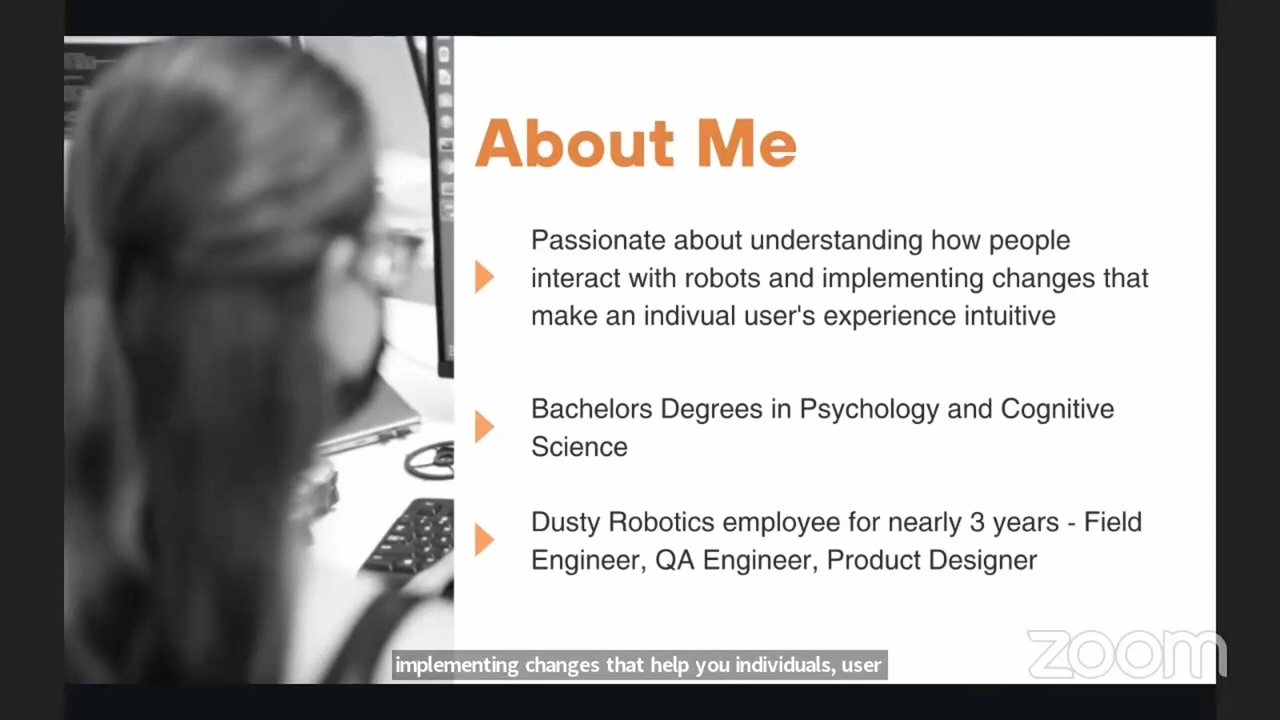 About Me
Passionate about understanding how people
interact with robots and implementing changes that
make an indivual user's experience intuitive
Bachelors Degrees in Psychology and Cognitive
Science
Dusty Robotics employee for nearly 3 years - Field
Engineer, QA Engineer, Product Designer
implementing changes that help you individuals, user
zoom